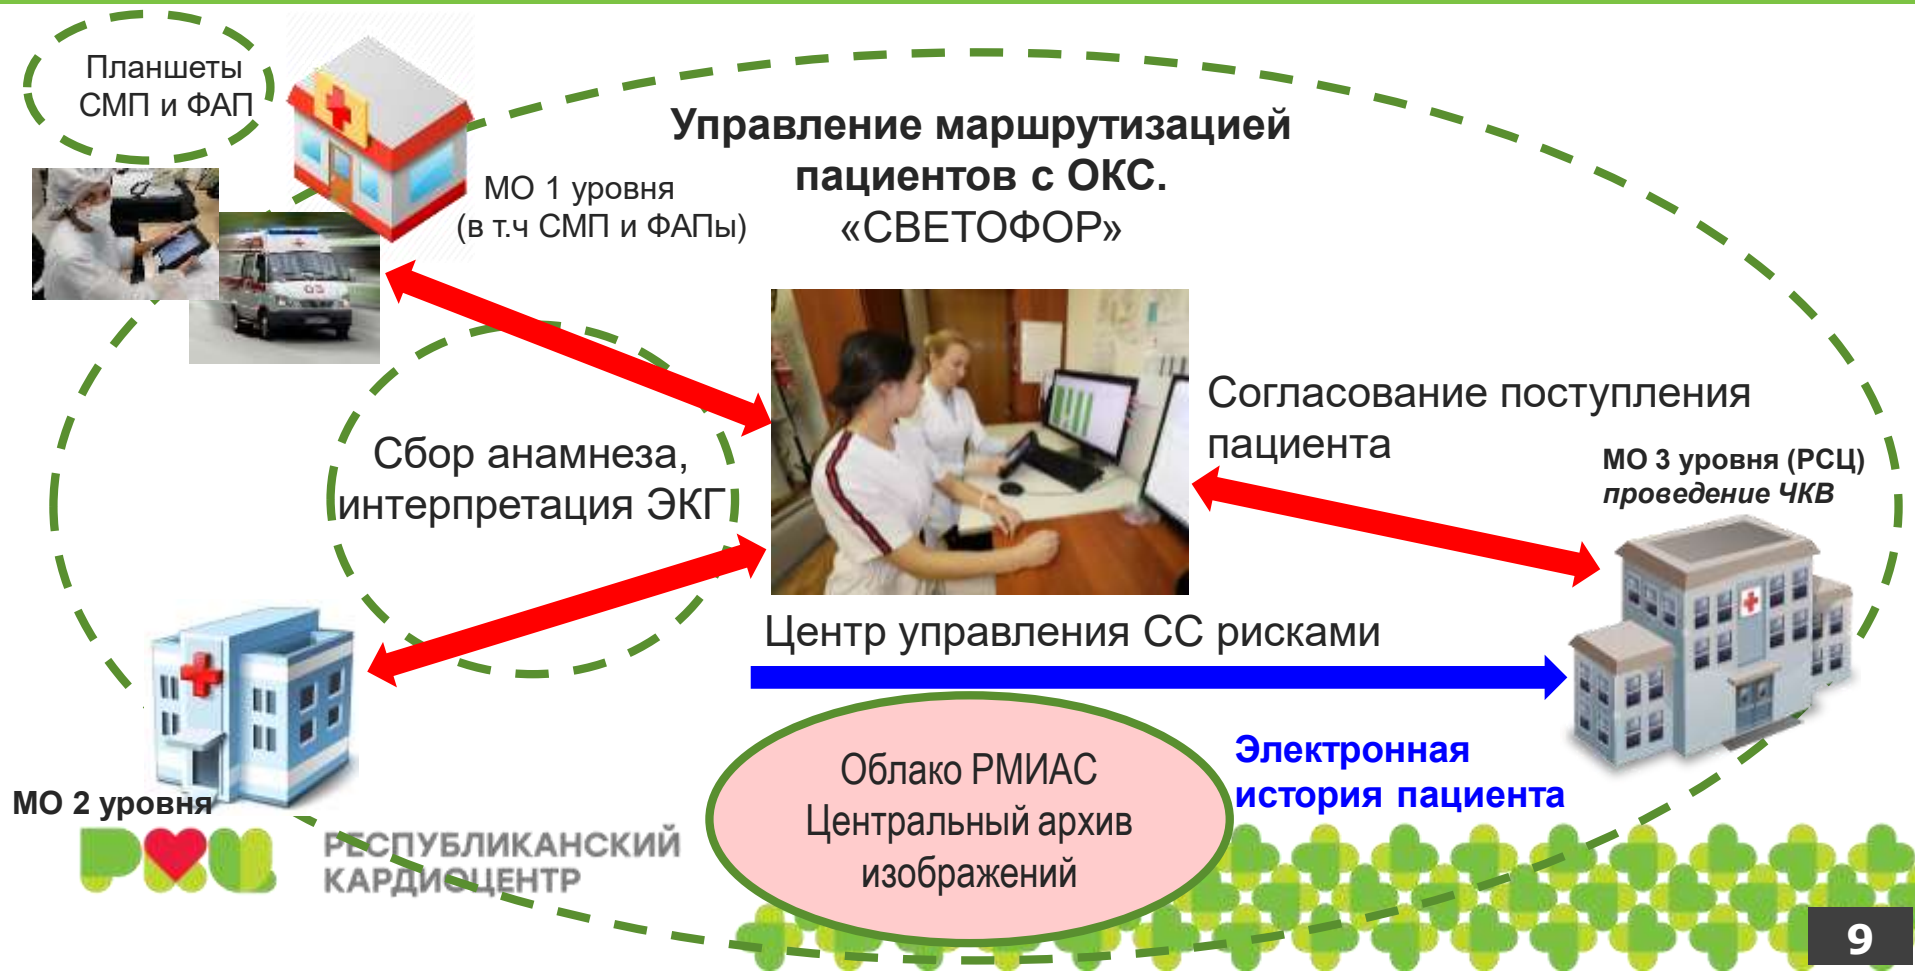 Планшеты
СМП и ФАП
Управление маршрутизацией
пациентов с ОКС.
«СВЕТОФОР»
МО 1 уровня
(в т.ч СМП и ФАПы)
03
Сбор анамнеза,
интерпретация ЭКГ
Согласование поступления
пациента
МО 3 уровня (РСЦ)
проведение ЧКВ
Центр управления СС рисками
МО 2 уровня
Облако РМИАС
Центральный архив
изображений
Электронная
история пациента
РЕСПУБЛИКАНСКИЙ
КАРДИОЦЕНТР
9